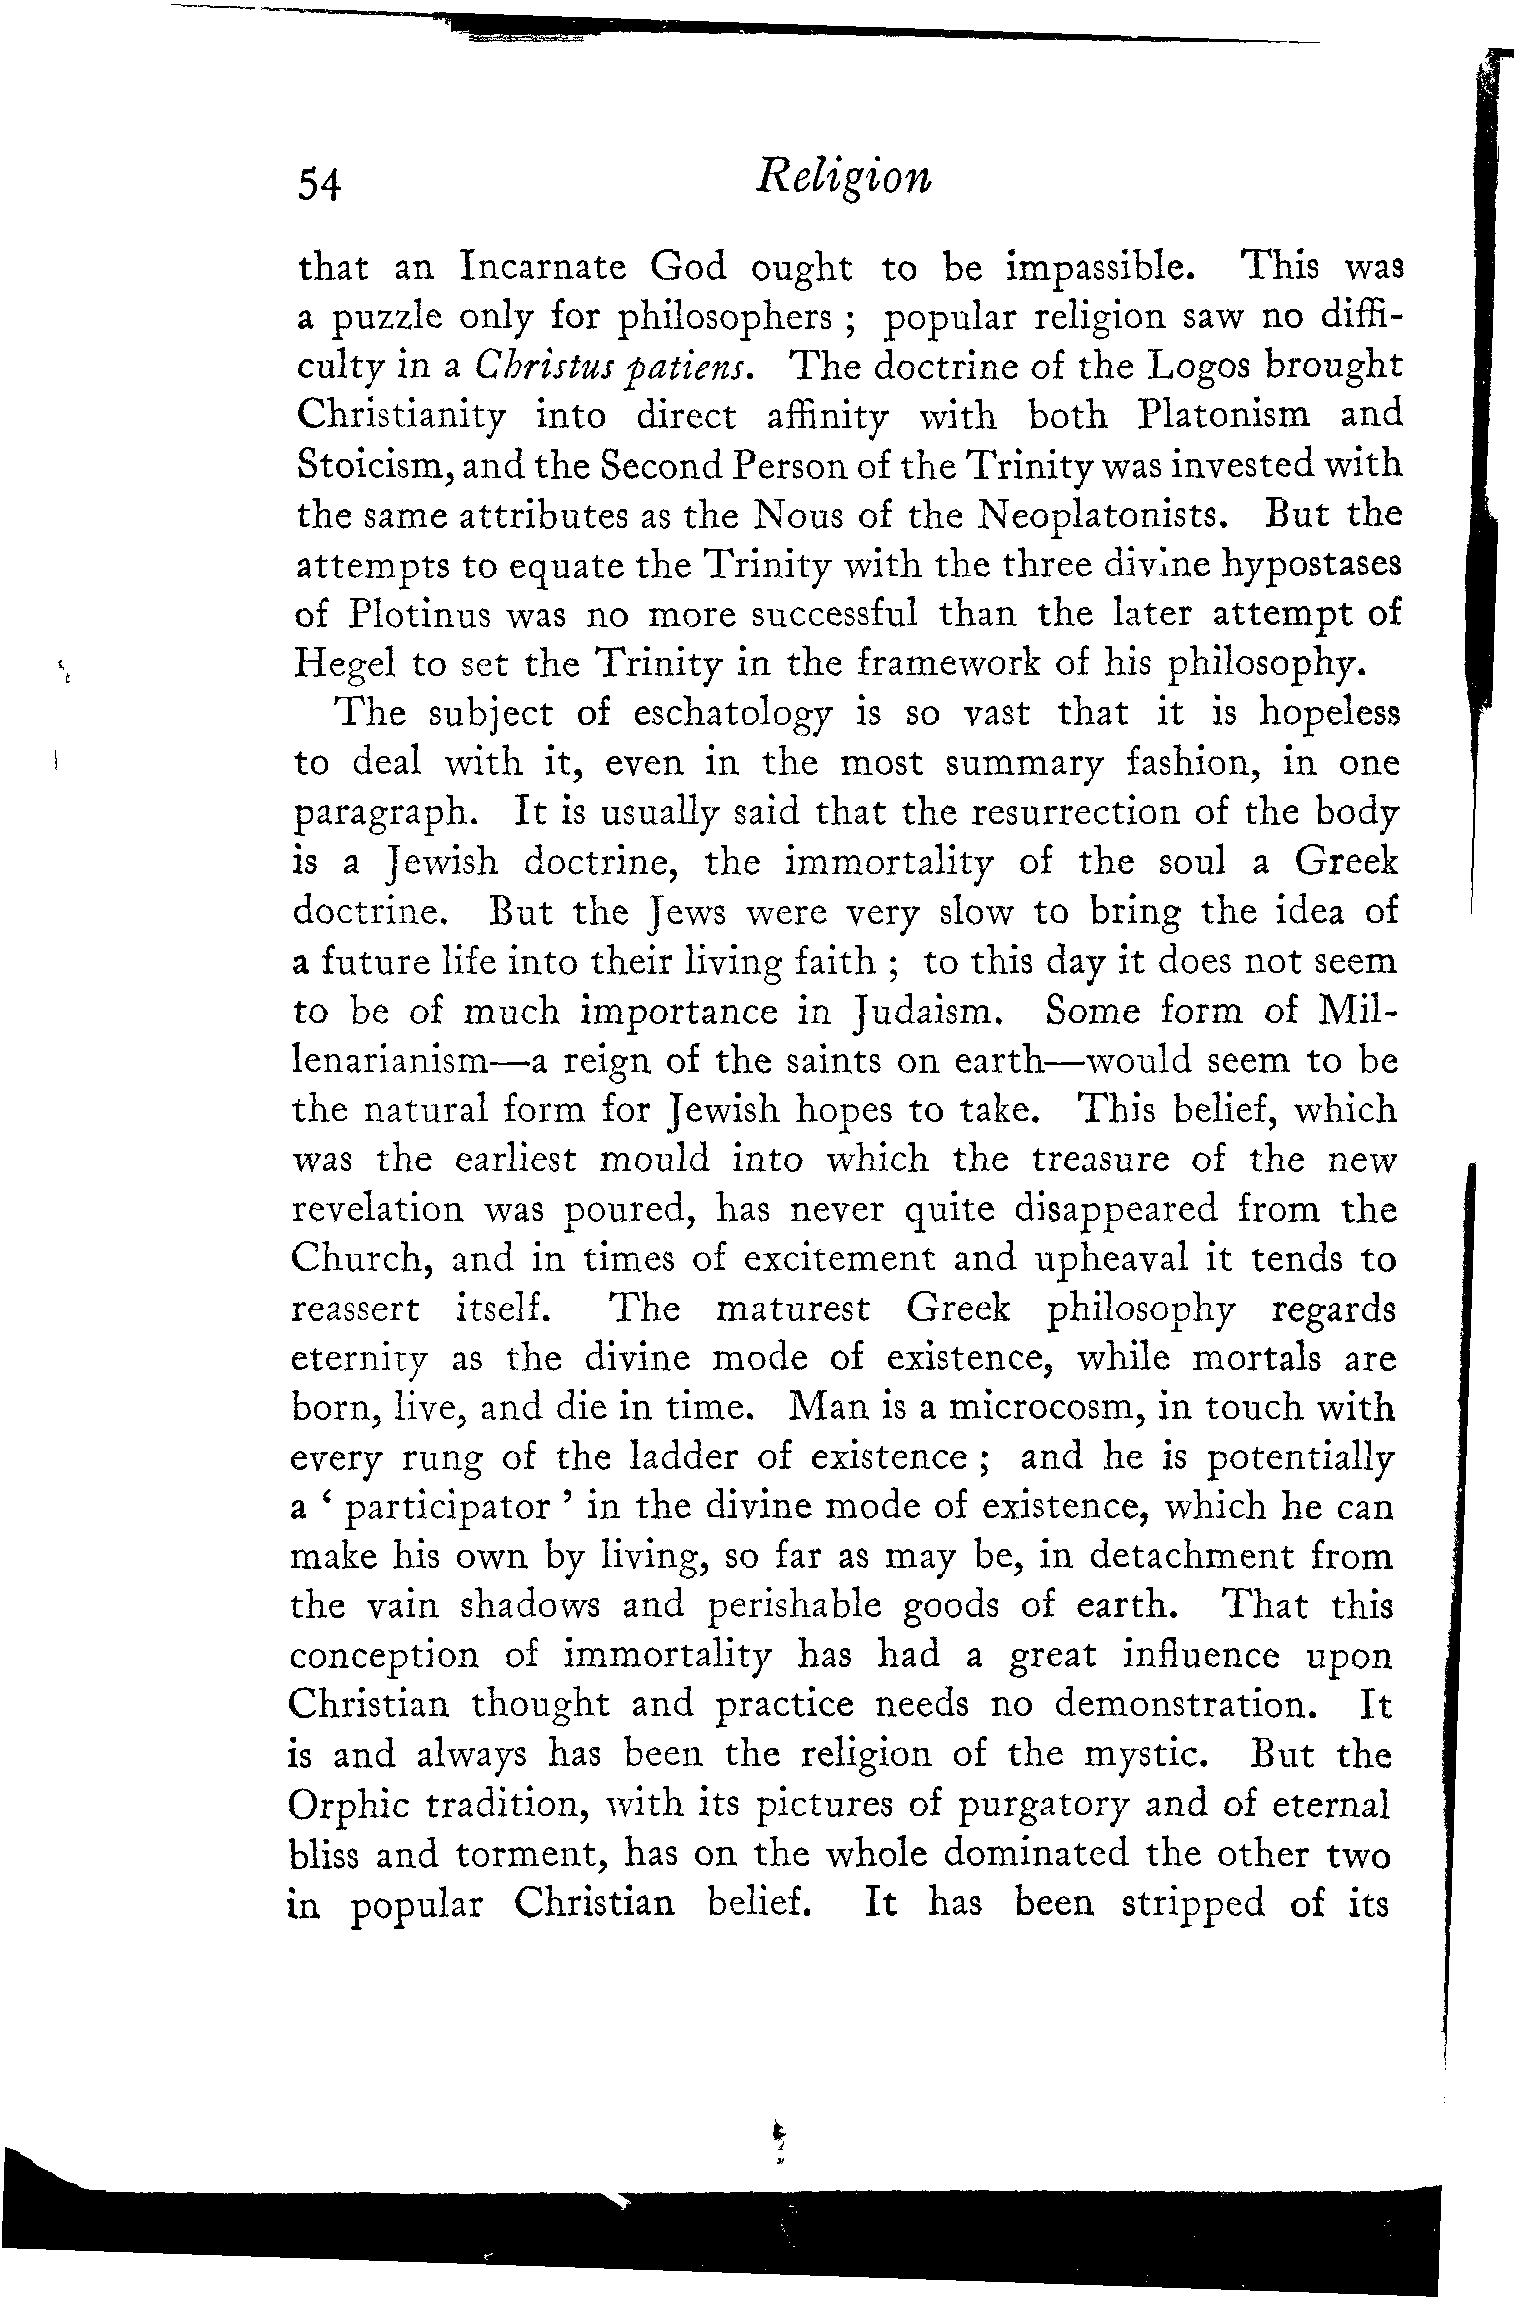 54 Religion
that an Incarnate God ought to be impassible. This was
a puzzle only for philosophers ; popular religion saw no diffi-
culty in a Christus patiens. The doctrine of the Logos brought
Christianity into direct affinity with both Platonism and
Stoicism, and the Second Person of the Trinity was invested with
the same attributes as the Nous of the Neoplatonists. But the
attempts to equate the Trinity with the three divine hypostases
of Plotinus was no more successful than the later attempt of
Hegel to set the Trinity in the framework of his philosophy.
The subject of eschatology is so vast that it is hopeless
to deal with it, even in the most summary fashion, in one
paragraph. It is usually said that the resurrection of the body
is a Jewish doctrine, the immortality of the soul a Greek
doctrine. But the Jews were very slow to bring the idea of
a future life into their living faith ; to this day it does not seem
to be of much importance in Judaism. Some form of Mil-
lenarianism—a reign of the saints on earth—would seem to be
the natural form for Jewish hopes to take. This belief, which
was the earliest mould into which the treasure of the new
revelation was poured, has never quite disappeared from the
Church, and in times of excitement and upheaval it tends to
reassert itself. The maturest Greek philosophy regards
eternity as the divine mode of existence, while mortals are
born, live, and die in time. Man is a microcosm, in touch with
every rung of the ladder of existence ; and he is potentially
a ‘ participator ’ in the divine mode of existence, which he can
make his own by living, so far as may be, in detachment from
the vain shadows and perishable goods of earth. That this
conception of immortality has had a great influence upon
Christian thought and practice needs no demonstration. It
is and always has been the religion of the mystic. But the
Orphic tradition, with its pictures of purgatory and of eternal
bliss and torment, has on the whole dominated the other two
in popular Christian belief. It has been stripped of its